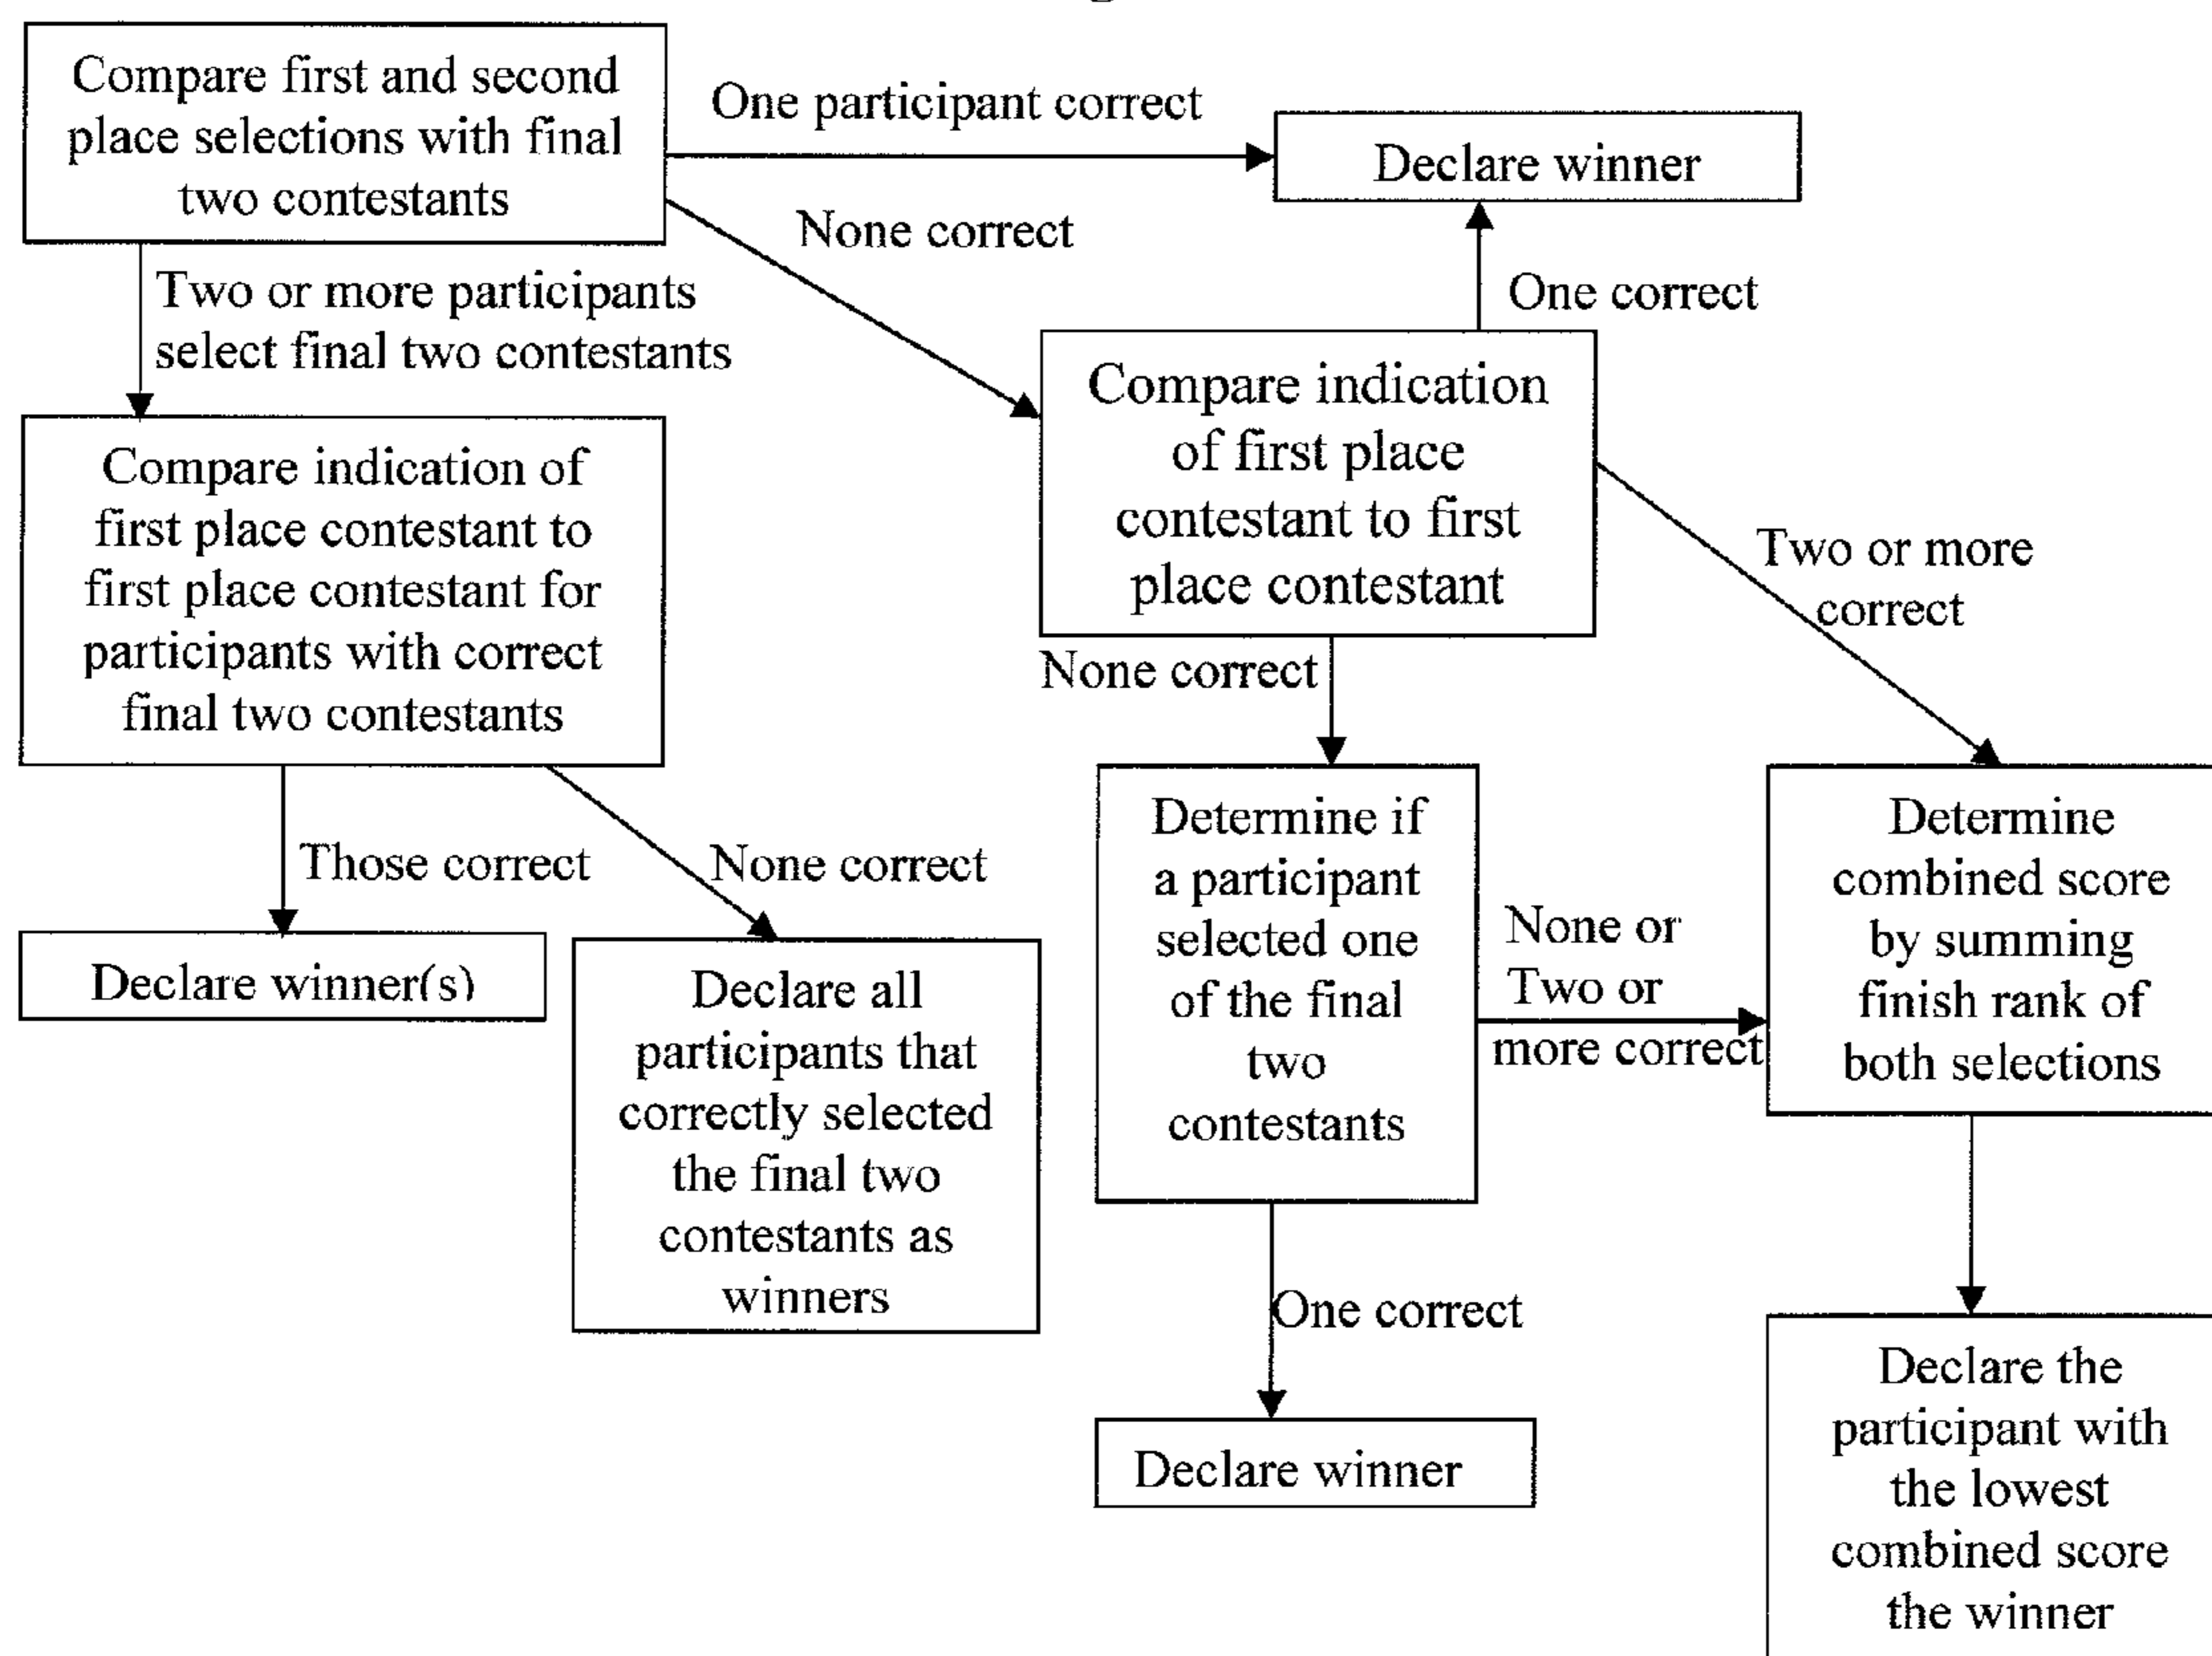 Compare first and second
place selections with final
two contestants
One participant correct
Declare winner
None correct
Two or more participants
select final two contestants
One correct
Compare indication
of first place
contestant to first
place contestant
Compare indication of
first place contestant to
first place contestant for
participants with correct
final two contestants
Two or more
correct
None correct
Those correct
None correct
Declare winner(s)
Declare all
participants that
correctly selected
the final two
contestants as
winners
Determine if
a participant
selected one
of the final
two
contestants
None or
Two or
more correct
Determine
combined score
by summing
finish rank of
both selections
One correct
Declare winner
Declare the
participant with
the lowest
combined score
the winner